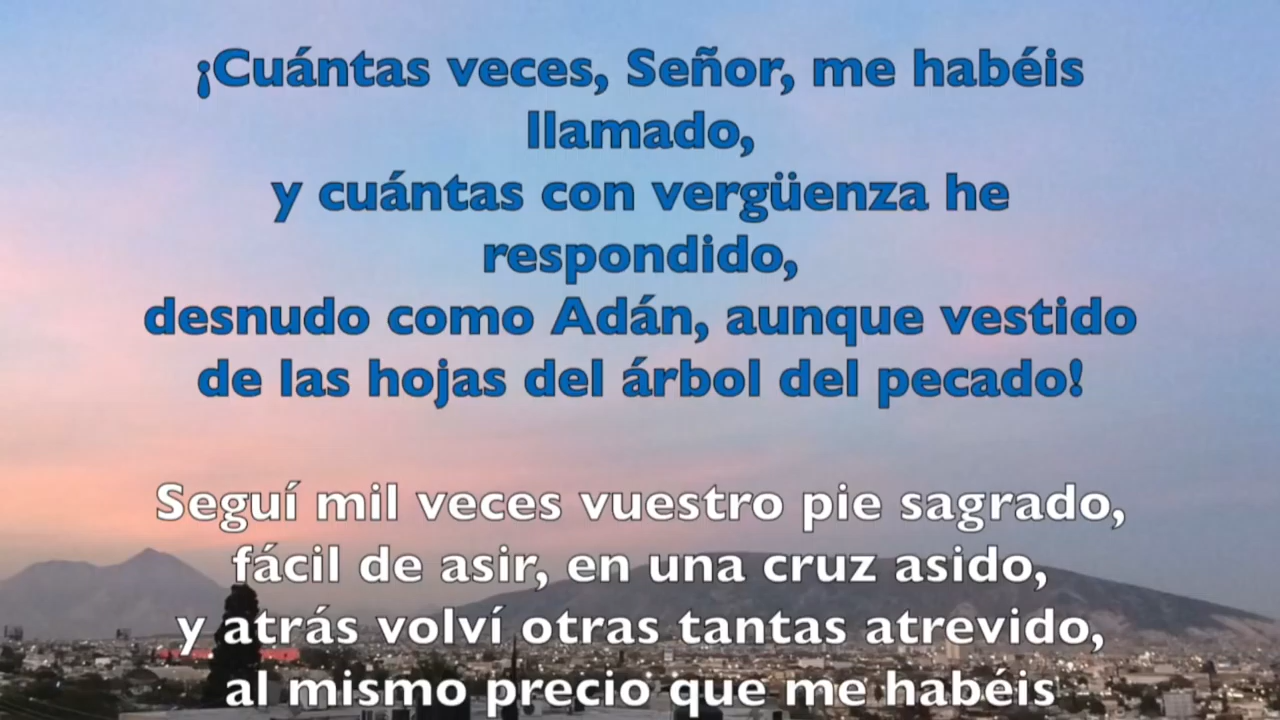 ¡Cuántas veces, Señor, me habéis
llamado,
y cuántas con vergüenza he
respondido,
desnudo como Adán, aunque vestido
de las hojas del árbol del pecado!
Seguí mil veces vuestro pie sagrado,
fácil de asir, en una cruz asido,
y atrás volví otras tantas atrevido,
al mismo precio que me habéis